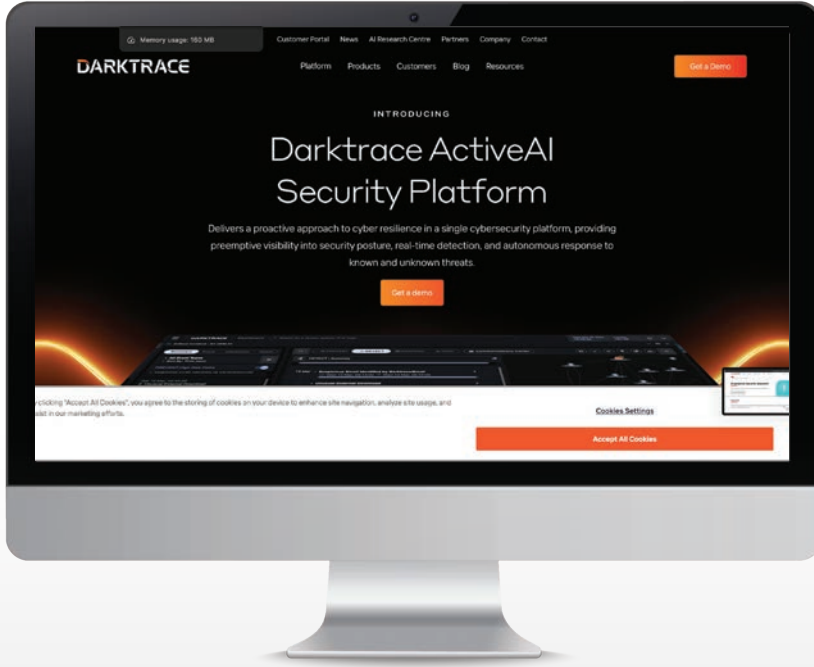 Memory usage: 160 MB
Customer Portal News AI Research Centre Partners Company Contact
DARKTRACE
Platform Products Customers Blog Resources
Get a Demo
INTRODUCING
Darktrace ActiveAI
Security Platform
Delivers a proactive approach to cyber resilience in a single cybersecurity platform, providing
preemptive visibility into security posture, real-time detection, and autonomous response to
known and unknown threats.
Get a demo
DARKTRACE
clicking "Accept All Cookies", you agree to the storing of cookies on your device to enhance site navigation, analyze site usage, and
sist in our marketing efforts.
Cookies Settings
Accept All Cookies